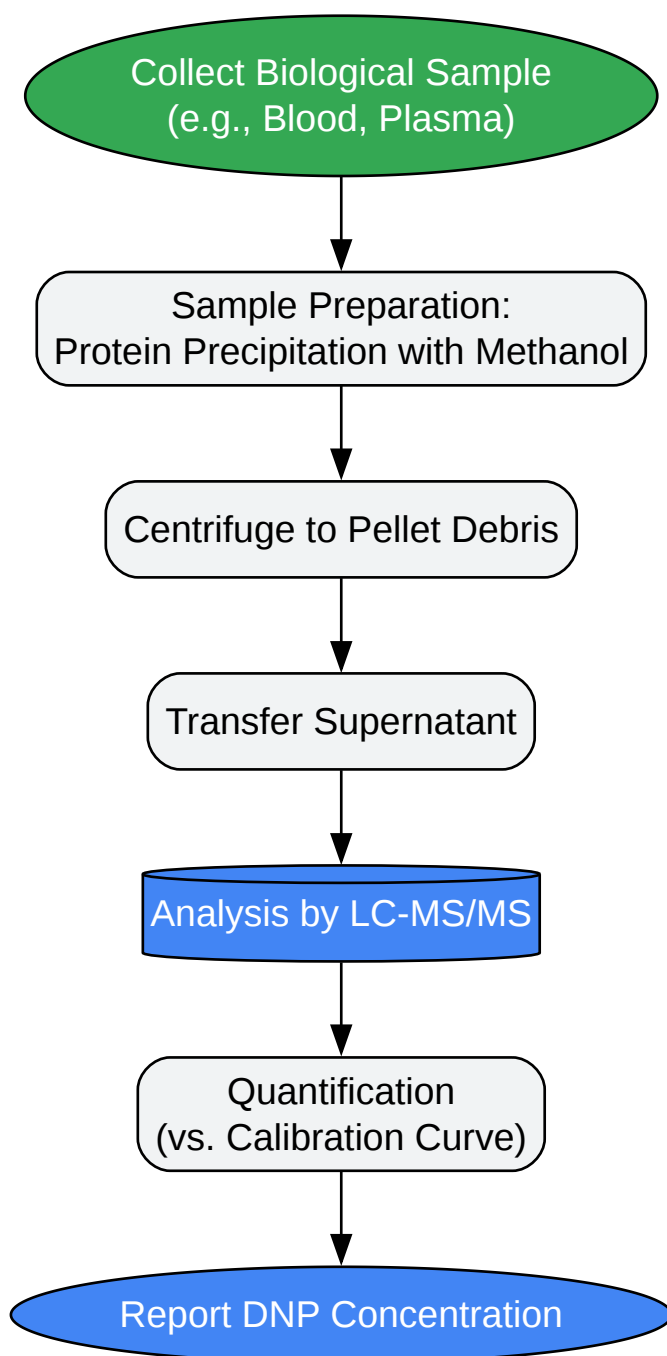 Collect Biological Sample
(e.g., Blood, Plasma)
Sample Preparation:
Protein Precipitation with Methanol
Centrifuge to Pellet Debris
Transfer Supernatant
Analysis by LC-MS/MS
Quantification
(vs. Calibration Curve)
Report DNP Concentration